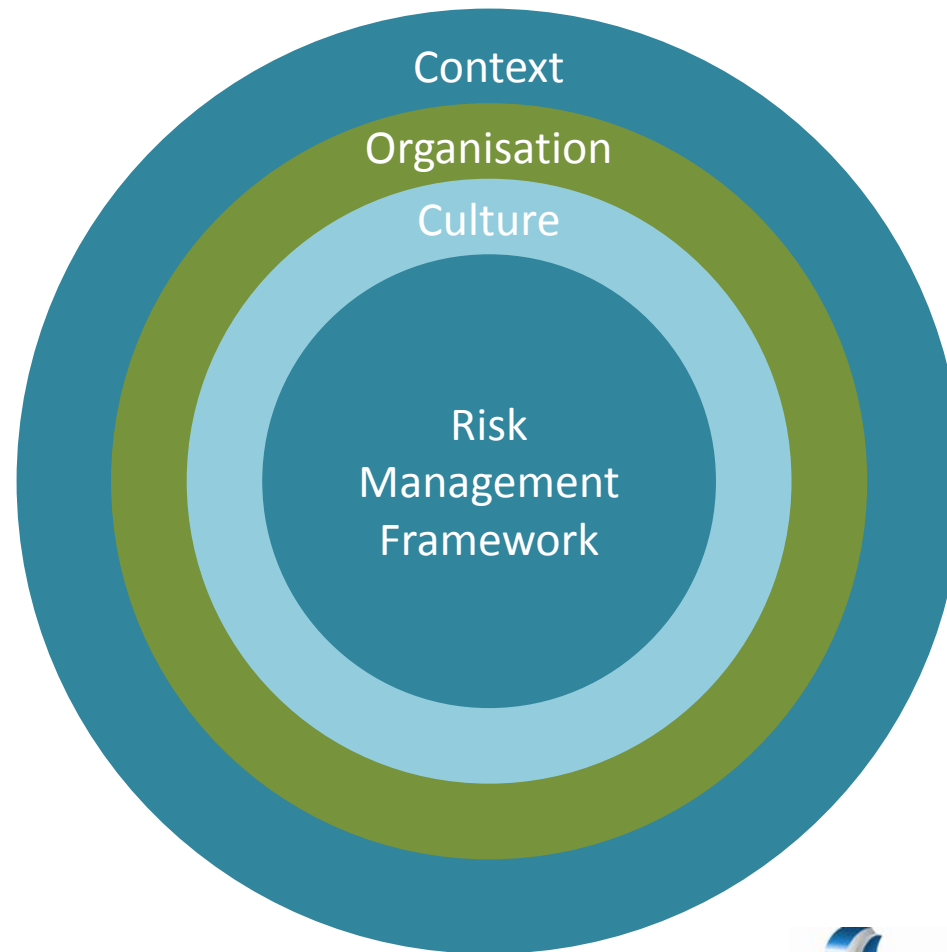 Context
Organisation
Culture
Risk
Management
Framework